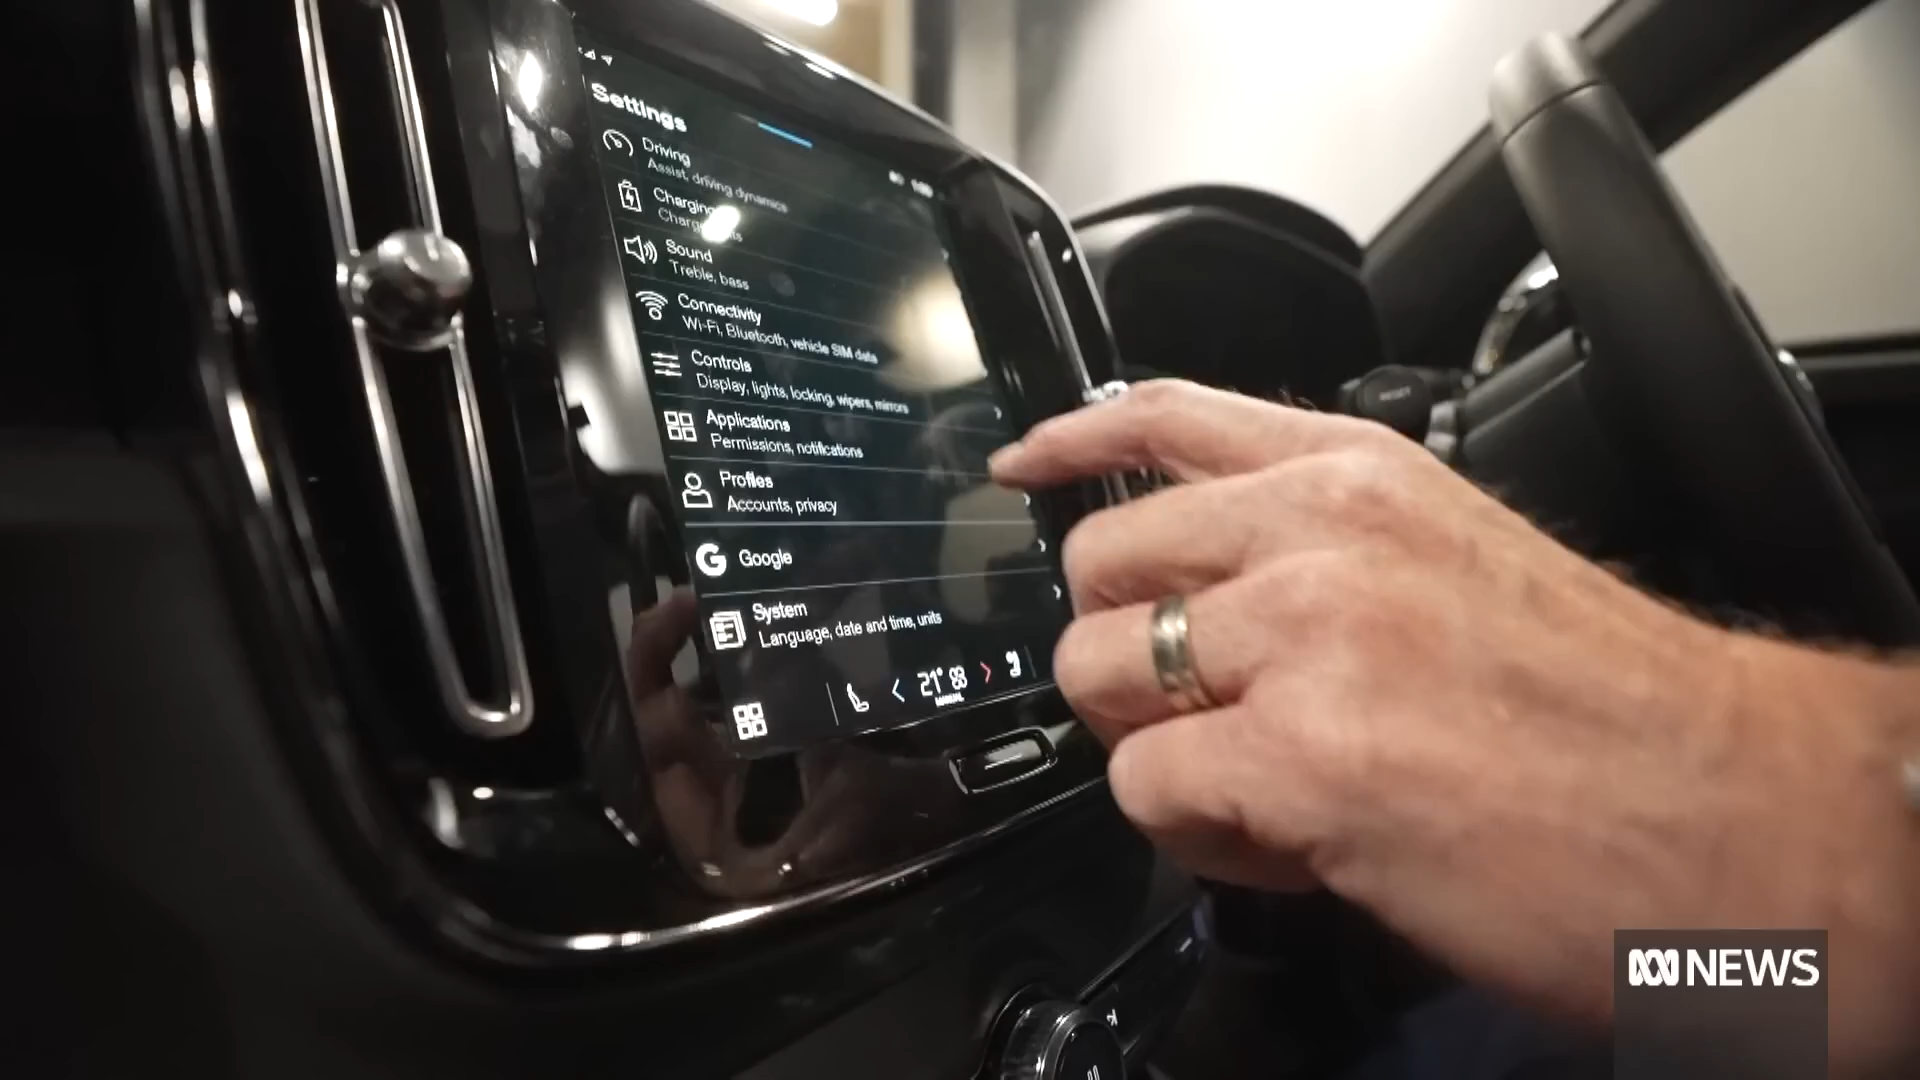 Settings
Driving
Assist, driving dynamics
Charging
Sound
Treble, bass
Connectivity
Wi-Fi, Bluetooth, vehicle SIM data
Controls
Display, lights, locking, wipers, mirrors
Applications
Permissions, notifications
Profiles
Accounts, privacy
Google
System
Language, date and time, units
21°
NEWS